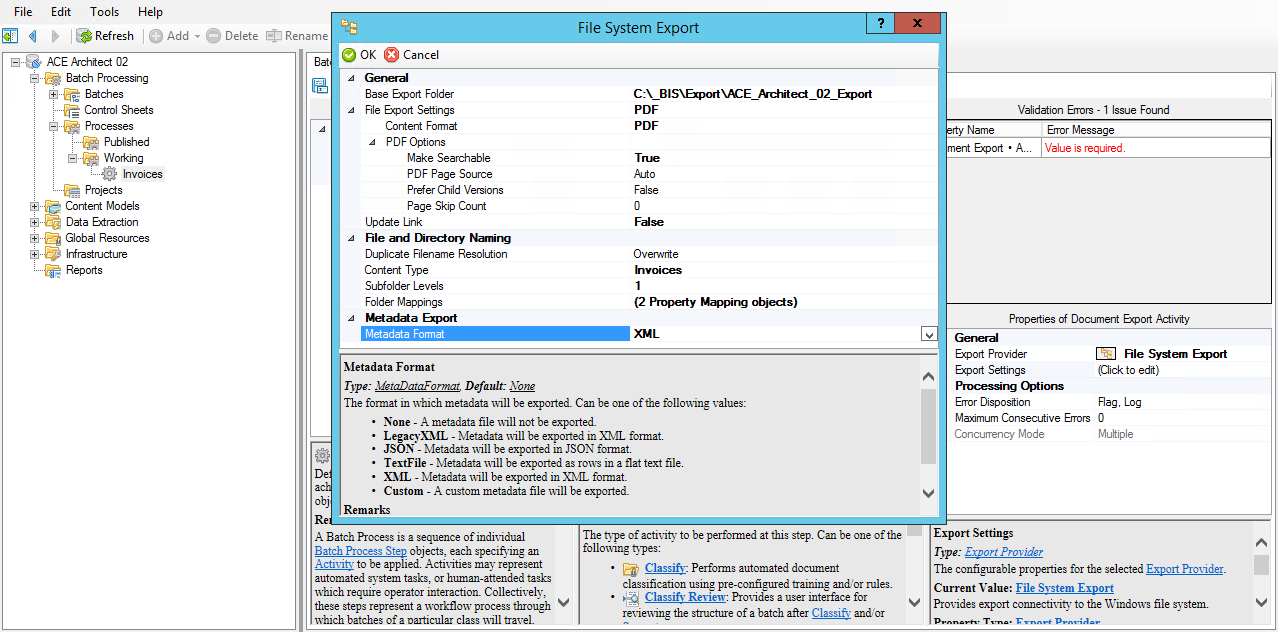 File Edit Tools Help
Refresh Add Delete Rename
ACE Architect 02
Batch Processing
Batches
Control Sheets
Processes
Published
Working
Invoices
Projects
Content Models
Data Extraction
Global Resources
Infrastructure
Reports
File System Export
? x
OK Cancel
General
Base Export Folder C:\_BIS\Export\ACE_Architect_02_Export
File Export Settings PDF
Content Format PDF
PDF Options
Make Searchable True
PDF Page Source Auto
Prefer Child Versions False
Page Skip Count 0
Update Link False
File and Directory Naming
Duplicate Filename Resolution Overwrite
Content Type Invoices
Subfolder Levels 1
Folder Mappings (2 Property Mapping objects)
Metadata Export
Metadata Format XML
Metadata Format
Type: MetaDataFormat, Default: None
The format in which metadata will be exported. Can be one of the following values:
• None - A metadata file will not be exported.
• LegacyXML - Metadata will be exported in XML format.
• JSON - Metadata will be exported in JSON format.
• TextFile - Metadata will be exported as rows in a flat text file.
• XML - Metadata will be exported in XML format.
• Custom - A custom metadata file will be exported.
Remarks
Validation Errors - 1 Issue Found
erty Name Error Message
ment Export • A... Value is required.
Properties of Document Export Activity
General
Export Provider File System Export
Export Settings (Click to edit)
Processing Options
Error Disposition Flag, Log
Maximum Consecutive Errors 0
Concurrency Mode Multiple
Batc
Def
ach
obje
Rem
A Batch Process is a sequence of individual
Batch Process Step objects, each specifying an
Activity to be applied. Activities may represent
automated system tasks, or human-attended tasks
which require operator interaction. Collectively,
these steps represent a workflow process through
which batches of a particular class will travel.
The type of activity to be performed at this step. Can be one of the
following types:
• Classify: Performs automated document
classification using pre-configured training and/or rules.
• Classify Review: Provides a user interface for
reviewing the structure of a batch after Classify and/or
Export Settings
Type: Export Provider
The configurable properties for the selected Export Provider.
Current Value: File System Export
Provides export connectivity to the Windows file system.
Property Type: Export Provider